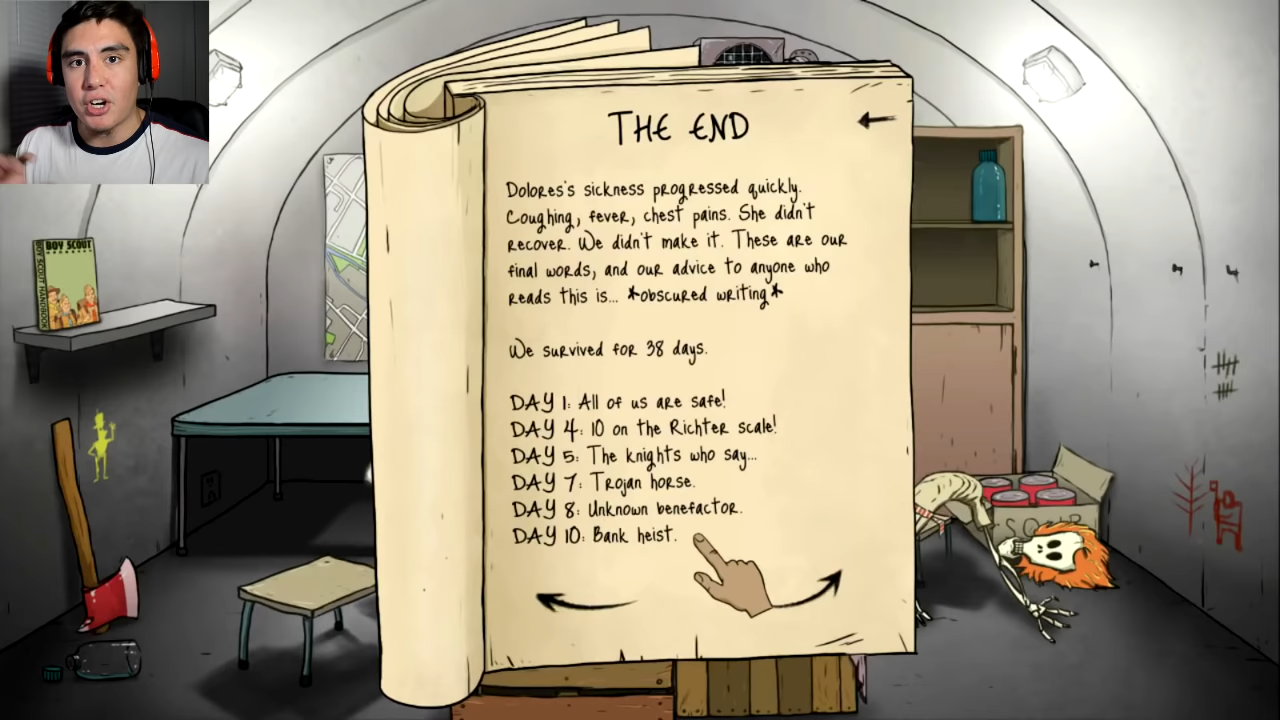 THE END
Dolores's sickness progressed quickly.
Coughing, fever, chest pains. She didn't
recover. We didn't make it. These are our
final words, and our advice to anyone who
reads this is... *obscured writing*
We survived for 38 days.
DAY 1: All of us are safe!
DAY 4: 10 on the Richter scale!
DAY 5: The knights who say...
DAY 7: Trojan horse.
DAY 8: Unknown benefactor.
DAY 10: Bank heist.
BOY SCOUT
BOY SCOUT HANDBOOK
SOUP